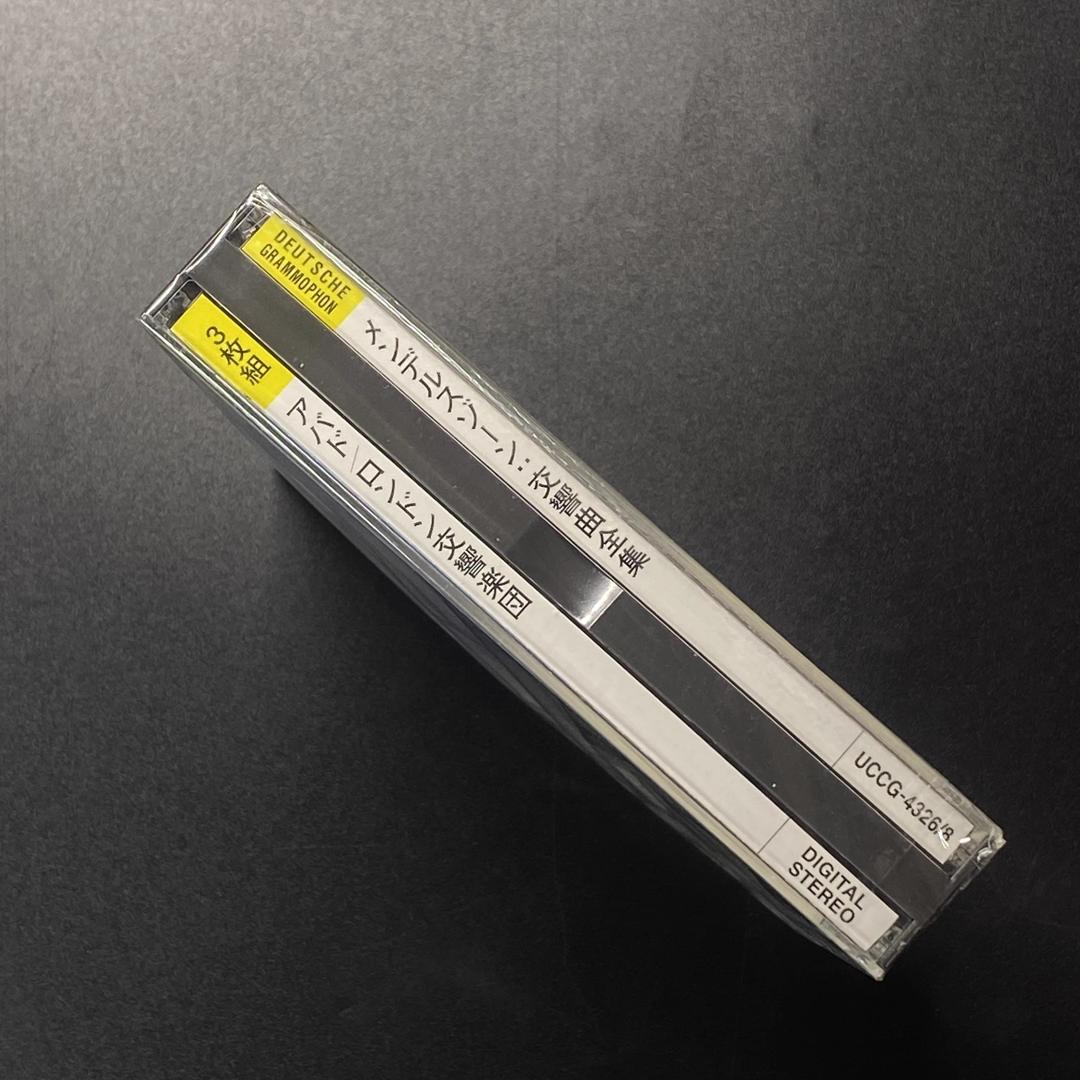 DEUTSCHE
GRAMMOPHON
メンデルスゾーン:交響曲全集
UCCG-4326/8
3枚組
アバド/ロンドン交響楽団
DIGITAL
STEREO